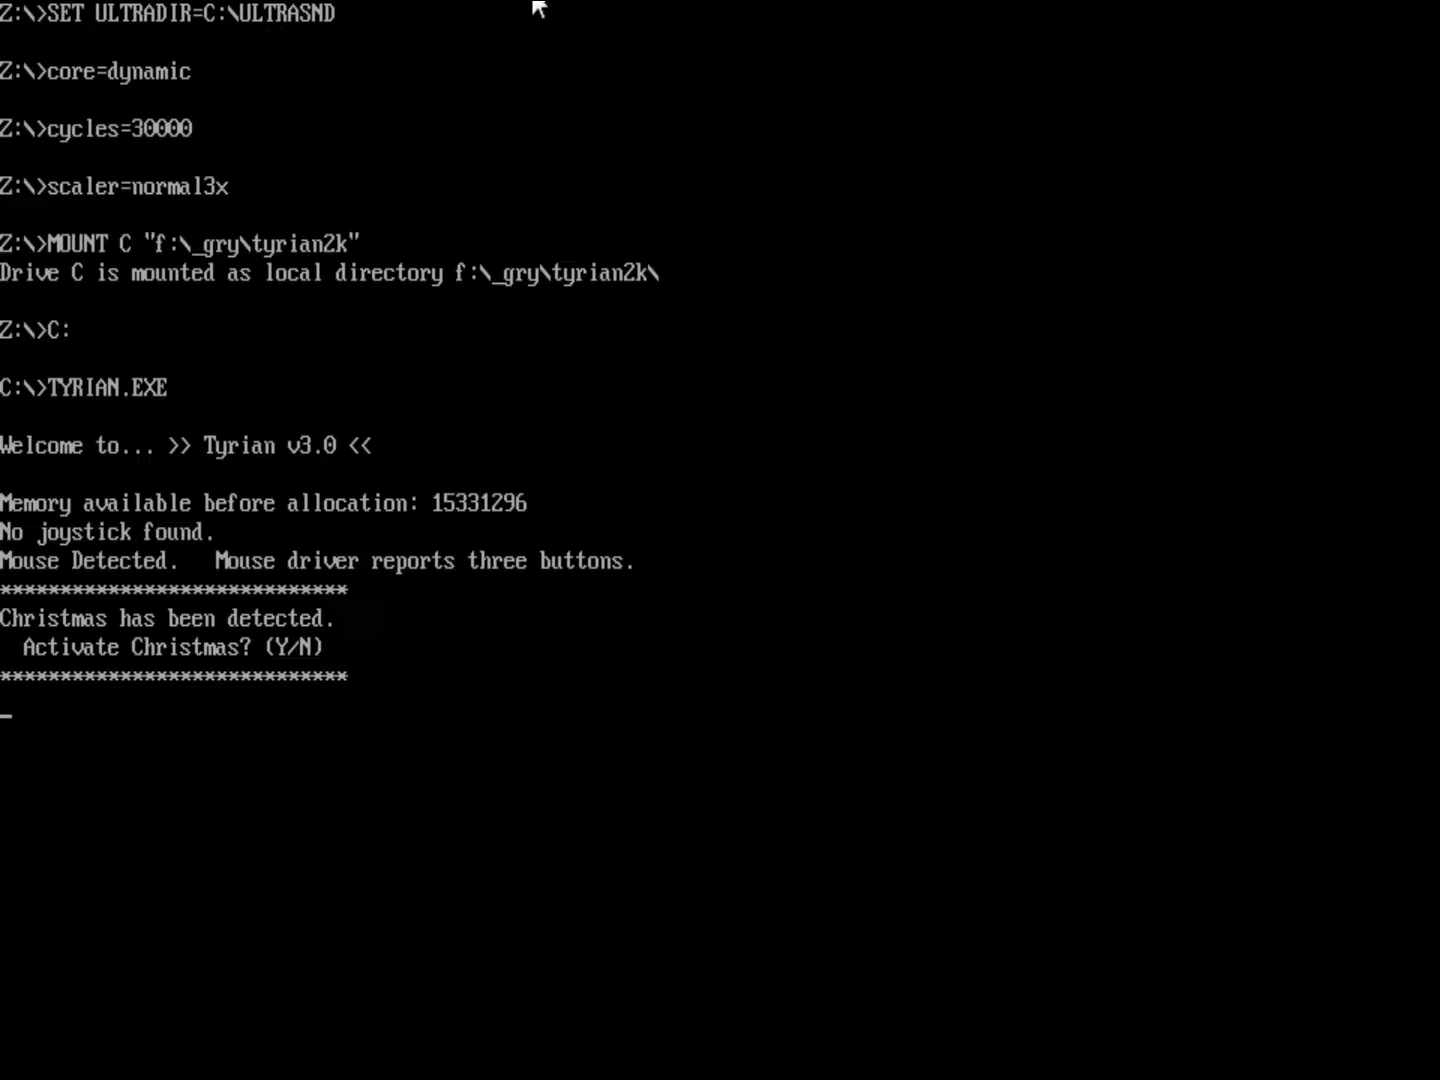 Z:\>SET ULTRADIR=C:\ULTRASND
Z:\>core=dynamic
Z:\>cycles=30000
Z:\>scaler=normal3x
Z:\>MOUNT C "f:\_gry\tyrian2k"
Drive C is mounted as local directory f:\_gry\tyrian2k\
Z:\>C:
C:\>TYRIAN.EXE
Welcome to... >> Tyrian v3.0 <<
Memory available before allocation: 15331296
No joystick found.
Mouse Detected.   Mouse driver reports three buttons.
*****************************
Christmas has been detected.
  Activate Christmas? (Y/N)
*****************************
_